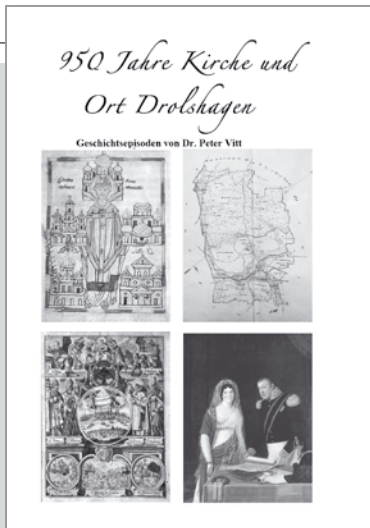 950 Jahre Kirche und
Ort Drolshagen
Geschichtsepisoden von Dr. Peter Vitt